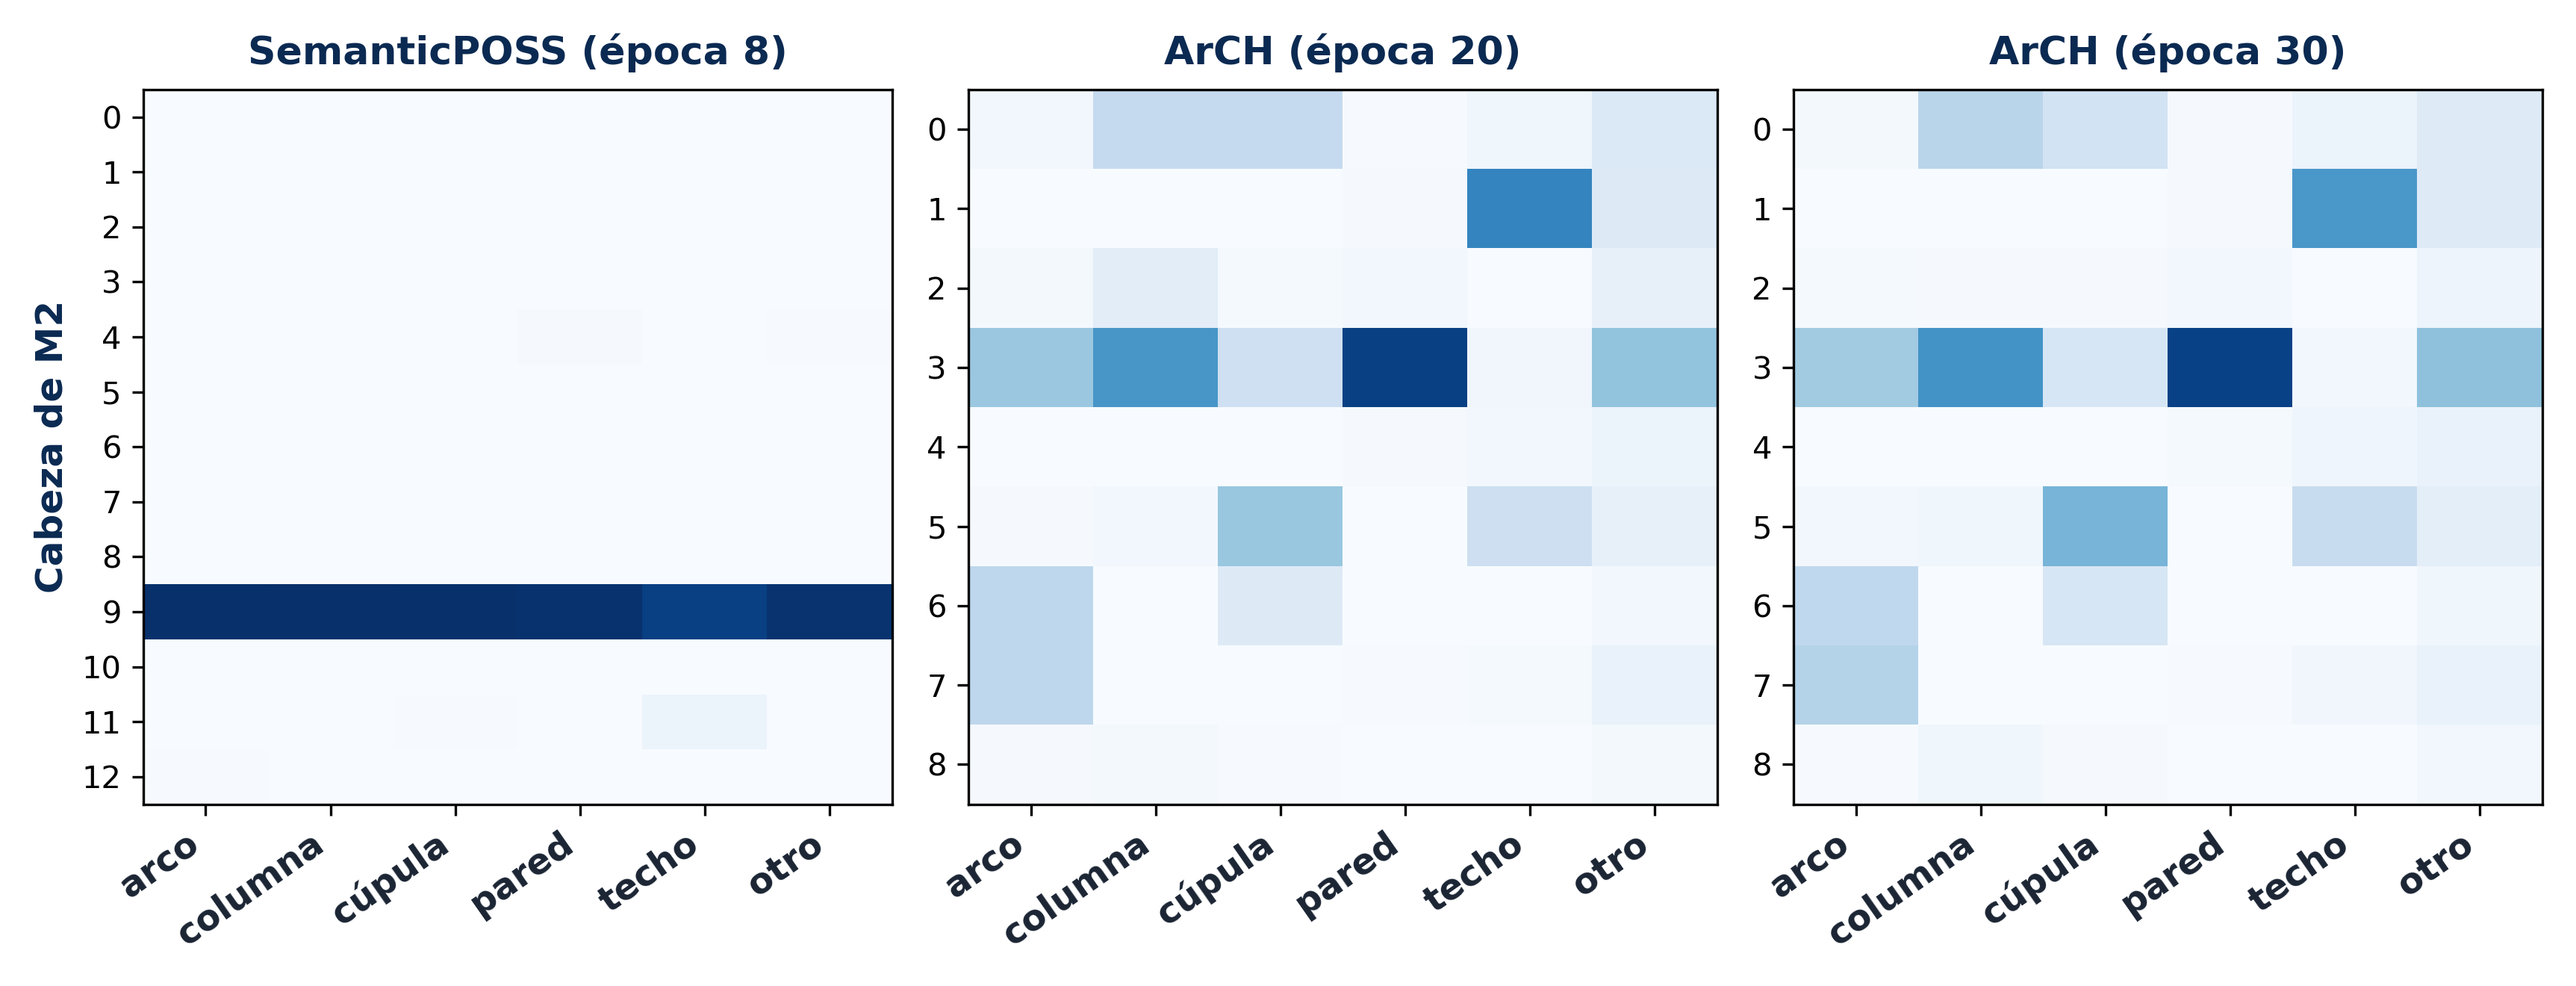 SemanticPOSS (época 8)
ArCH (época 20)
ArCH (época 30)
Cabeza de M2
0
1
2
3
4
5
6
7
8
9
10
11
12
arco
columna
cúpula
pared
techo
otro
0
1
2
3
4
5
6
7
8
arco
columna
cúpula
pared
techo
otro
0
1
2
3
4
5
6
7
8
arco
columna
cúpula
pared
techo
otro